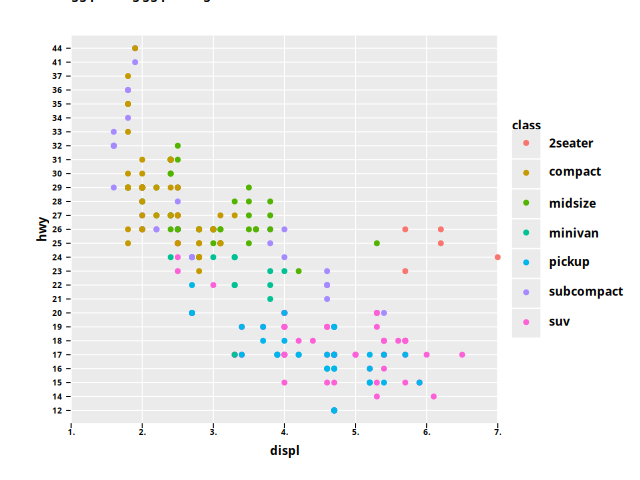 44
41
37
36
35
34
33
32
31
30
29
28
27
26
25
24
23
22
21
20
19
18
17
16
15
14
12
hwy
1. 2. 3. 4. 5. 6. 7.
displ
class
2seater
compact
midsize
minivan
pickup
subcompact
suv